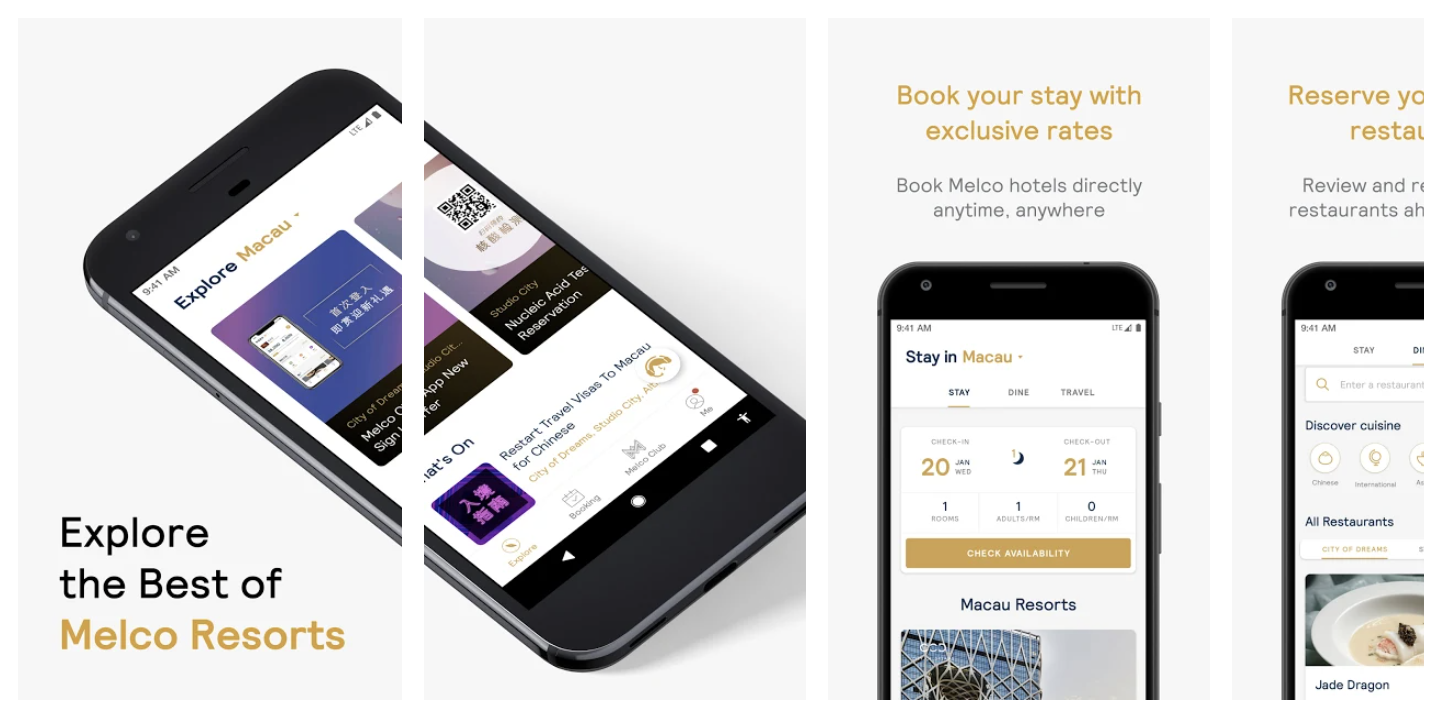 Explore
the Best of
Melco Resorts
9:41 AM
LTE
Explore Macau
首次登入
即賞迎新礼遇
City of Dreams, Studio Cit...
Melco
App New
Sign
ffer
核酸檢測
Studio City
Nucleic Acid Tes
Reservation
hat's On
入境
指南
Restart Travel Visas To Macau
for Chinese
City of Dreams, Studio City, Alti
Explore
Booking
Melco Club
Me
Book your stay with
exclusive rates
Book Melco hotels directly
anytime, anywhere
9:41 AM
LTE
Stay in Macau
STAY
DINE
TRAVEL
CHECK-IN
CHECK-OUT
20 JAN
WED
1
21 JAN
THU
1
1
0
ROOMS
ADULTS/RM
CHILDREN/RM
CHECK AVAILABILITY
Macau Resorts
Reserve yo
restau
Review and re
restaurants ah
9:41 AM
STAY
DI
Enter a restaurant
Discover cuisine
Chinese
International
As
All Restaurants
CITY OF DREAMS
S
Jade Dragon